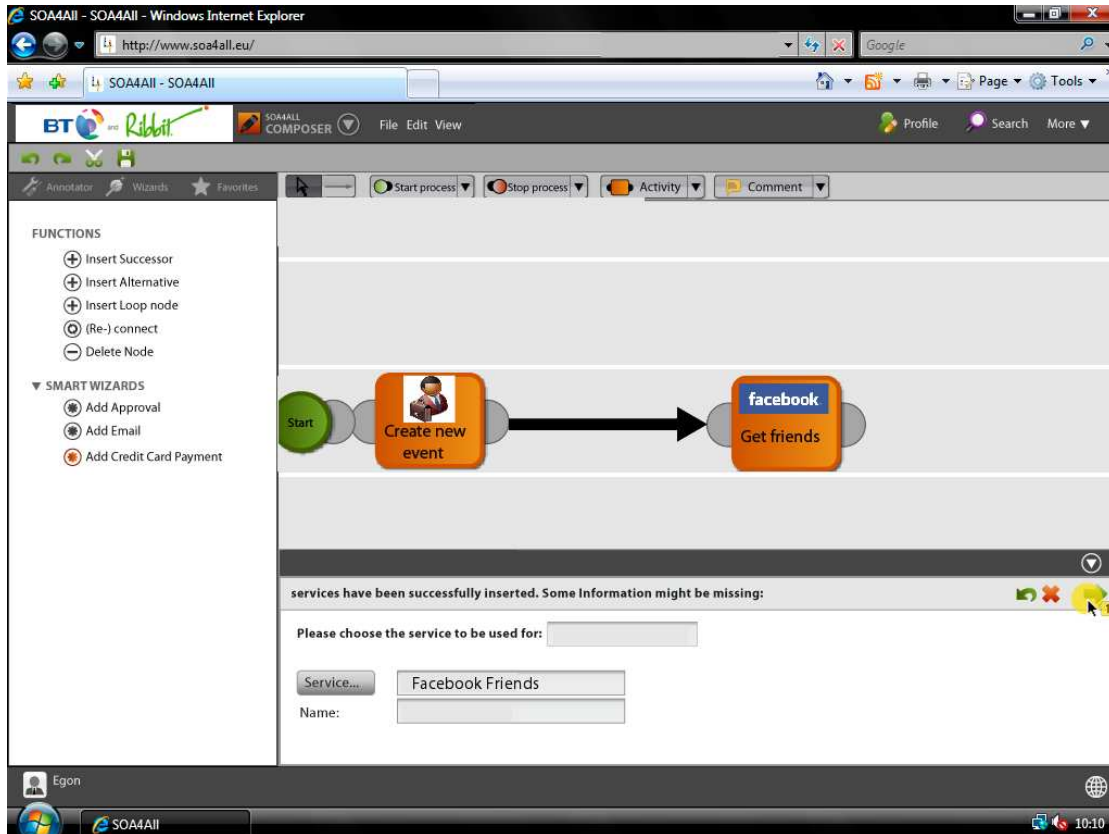 SOA4All - SOA4All - Windows Internet Explorer
http://www.soa4all.eu/
Google
SOA4All - SOA4All
Page Tools
BT and Ribbit
SOA4ALL
COMPOSER File Edit View
Profile Search More
Annotator Wizards Favorites
Start process Stop process Activity Comment
FUNCTIONS
Insert Successor
Insert Alternative
Insert Loop node
(Re-) connect
Delete Node
SMART WIZARDS
Add Approval
Add Email
Add Credit Card Payment
Start
Create new
event
facebook
Get friends
services have been successfully inserted. Some Information might be missing:
1
Please choose the service to be used for:
Service... Facebook Friends
Name:
Egon
SOA4All
10:10